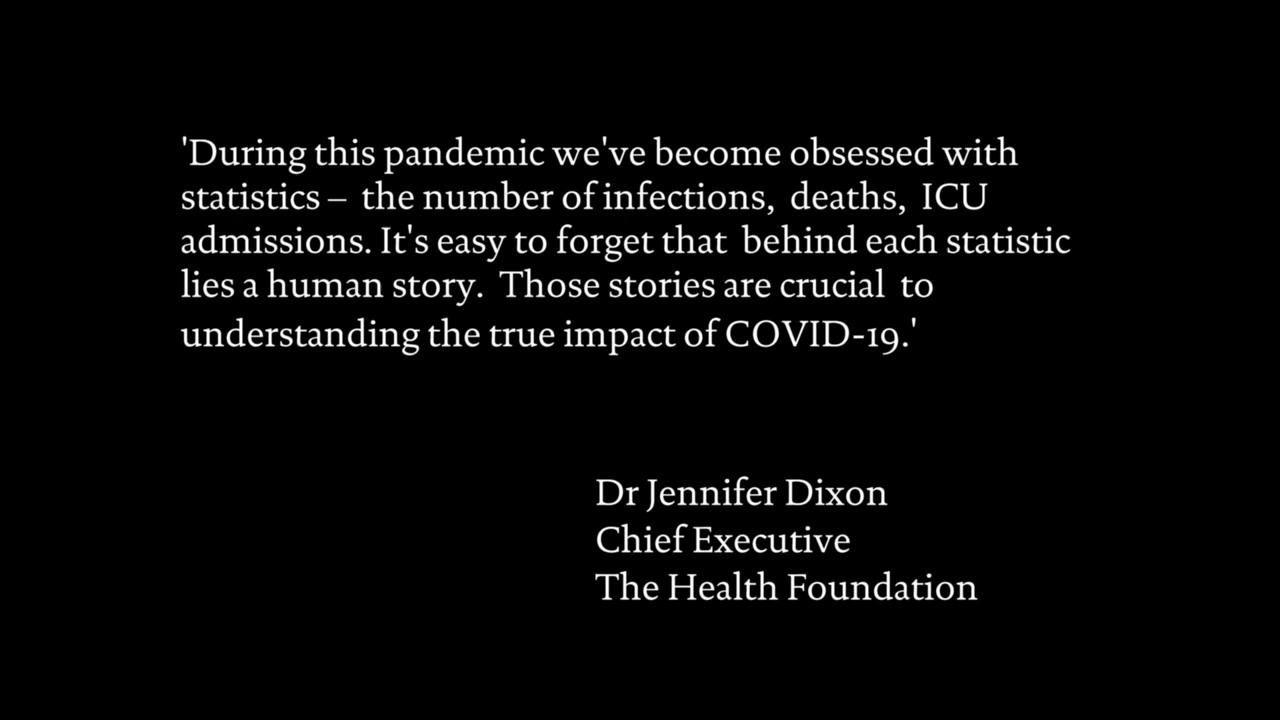 'During this pandemic we've become obsessed with
statistics –  the number of infections,  deaths,  ICU
admissions. It's easy to forget that  behind each statistic
lies a human story.  Those stories are crucial  to
understanding the true impact of COVID-19.'
Dr Jennifer Dixon
Chief Executive
The Health Foundation